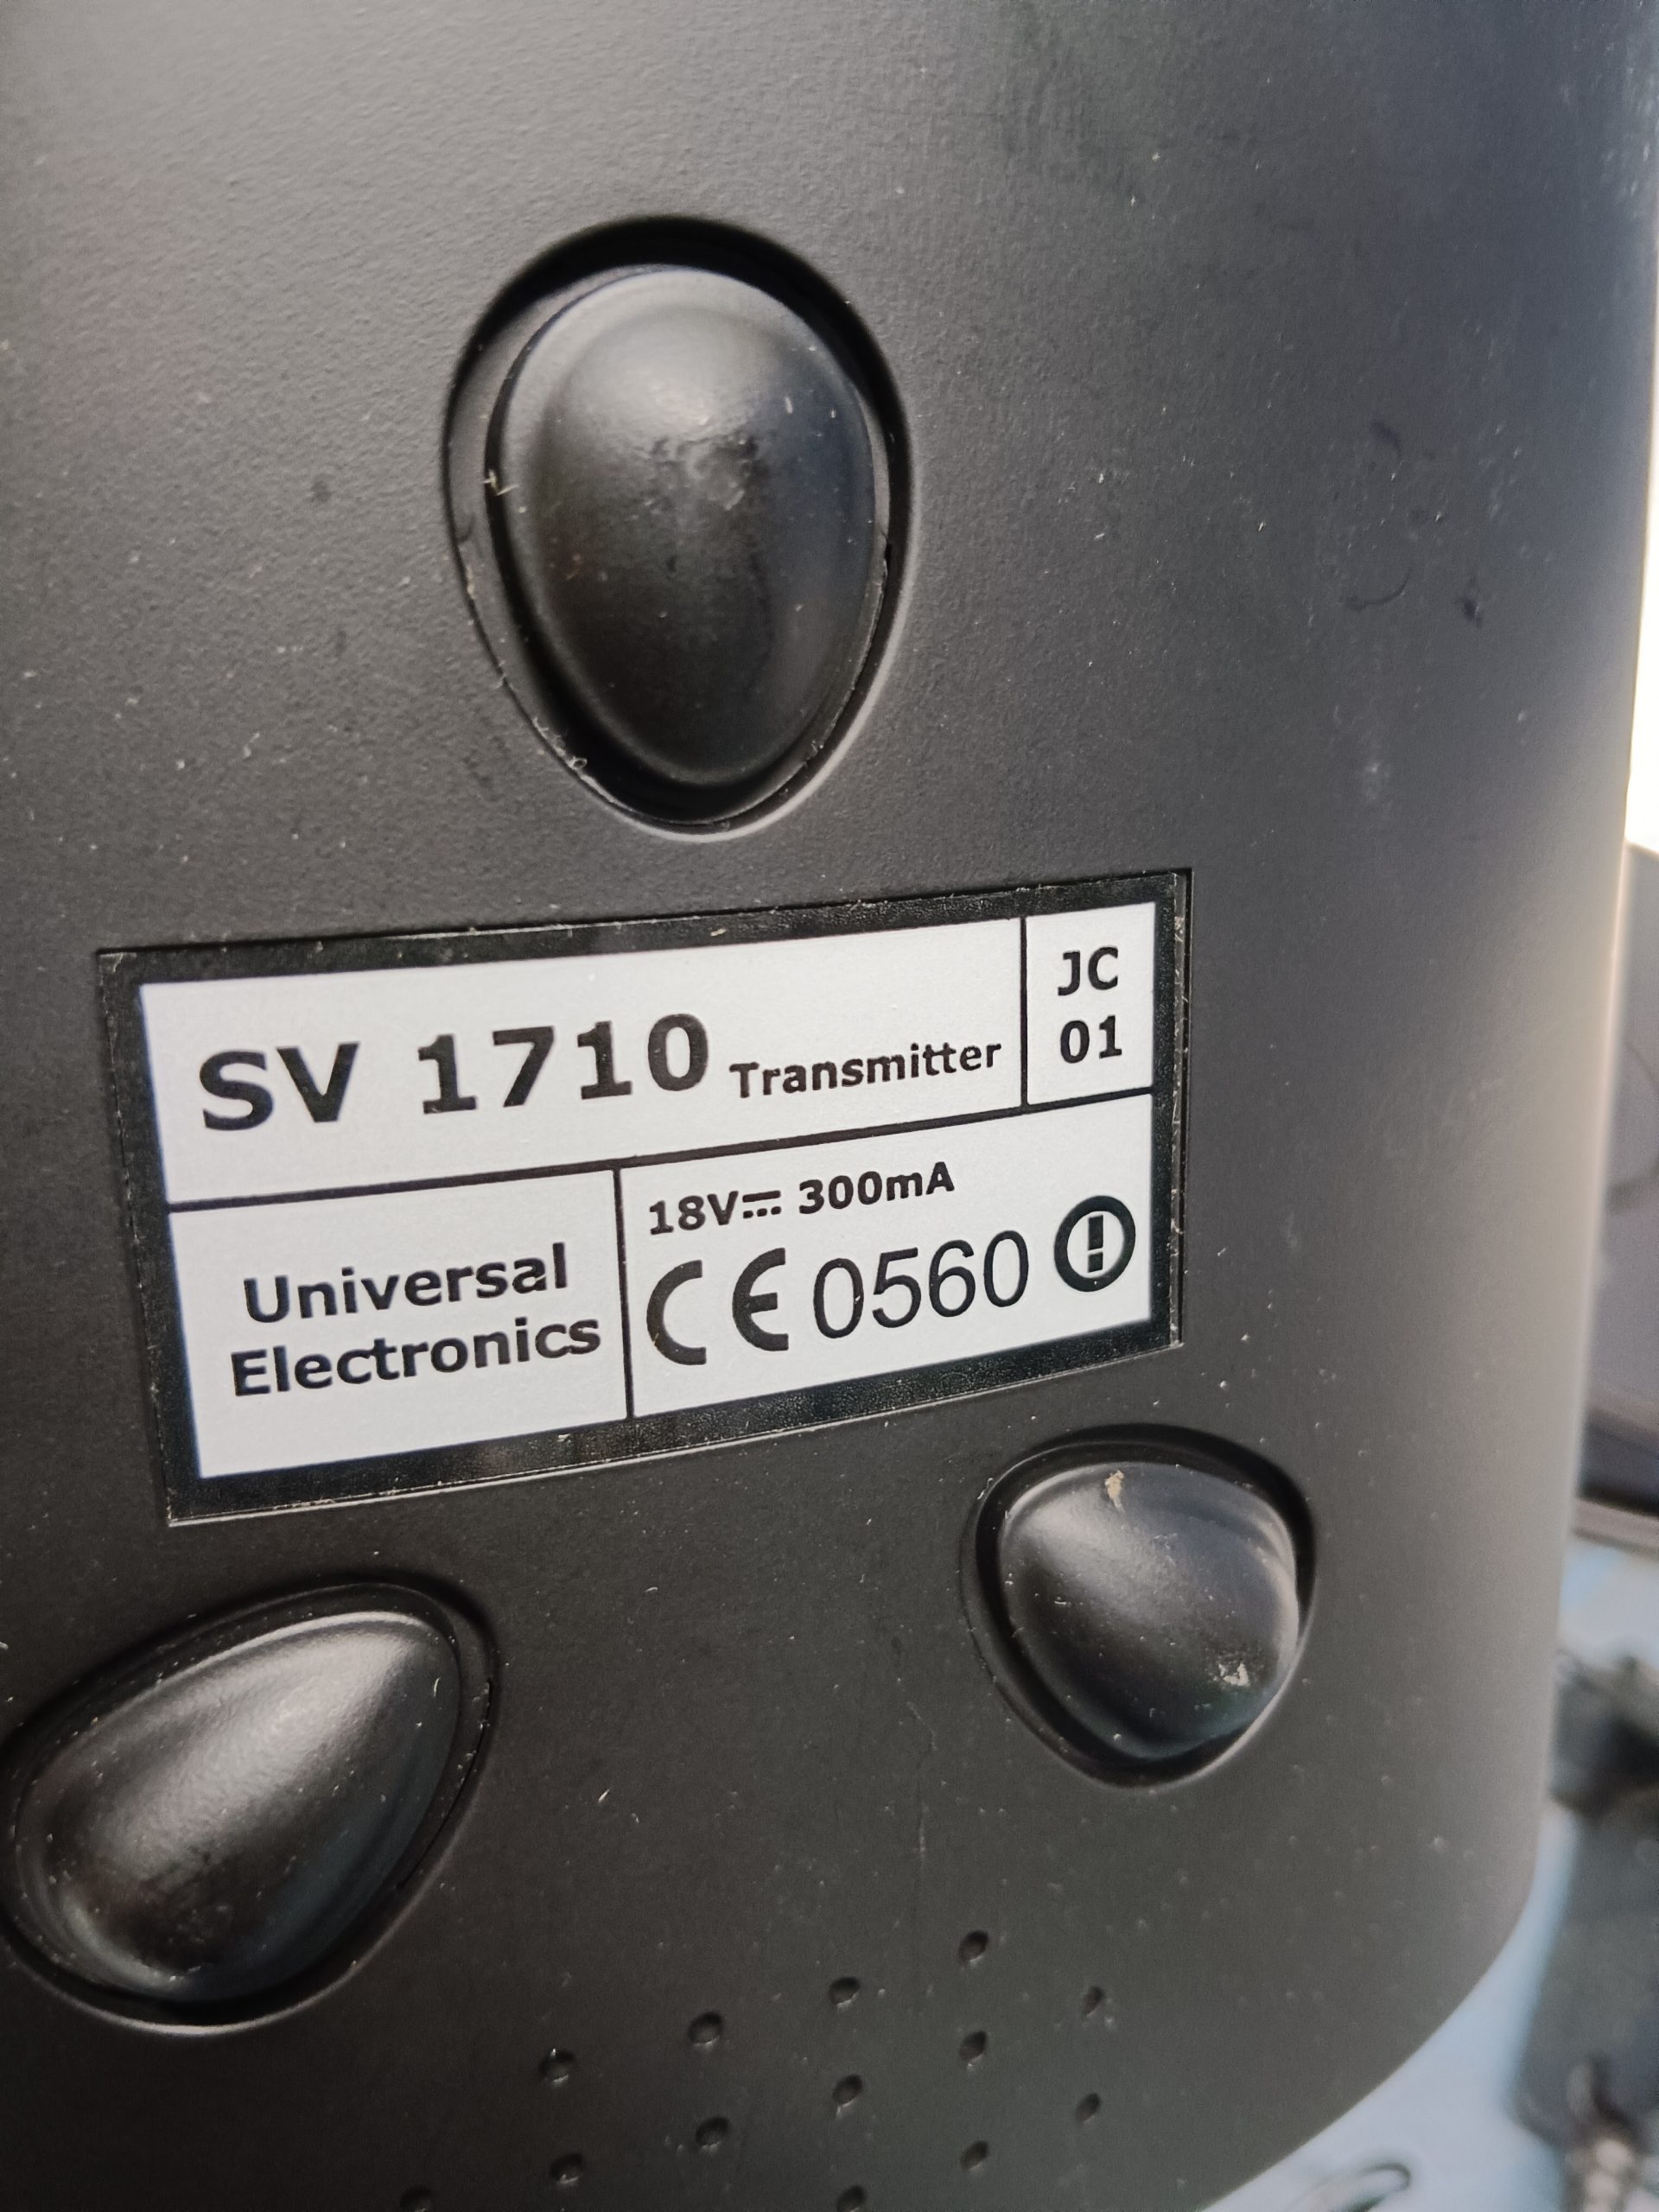 SV 1710 Transmitter
JC
01
Universal
Electronics
18V⎓ 300mA
CE 0560